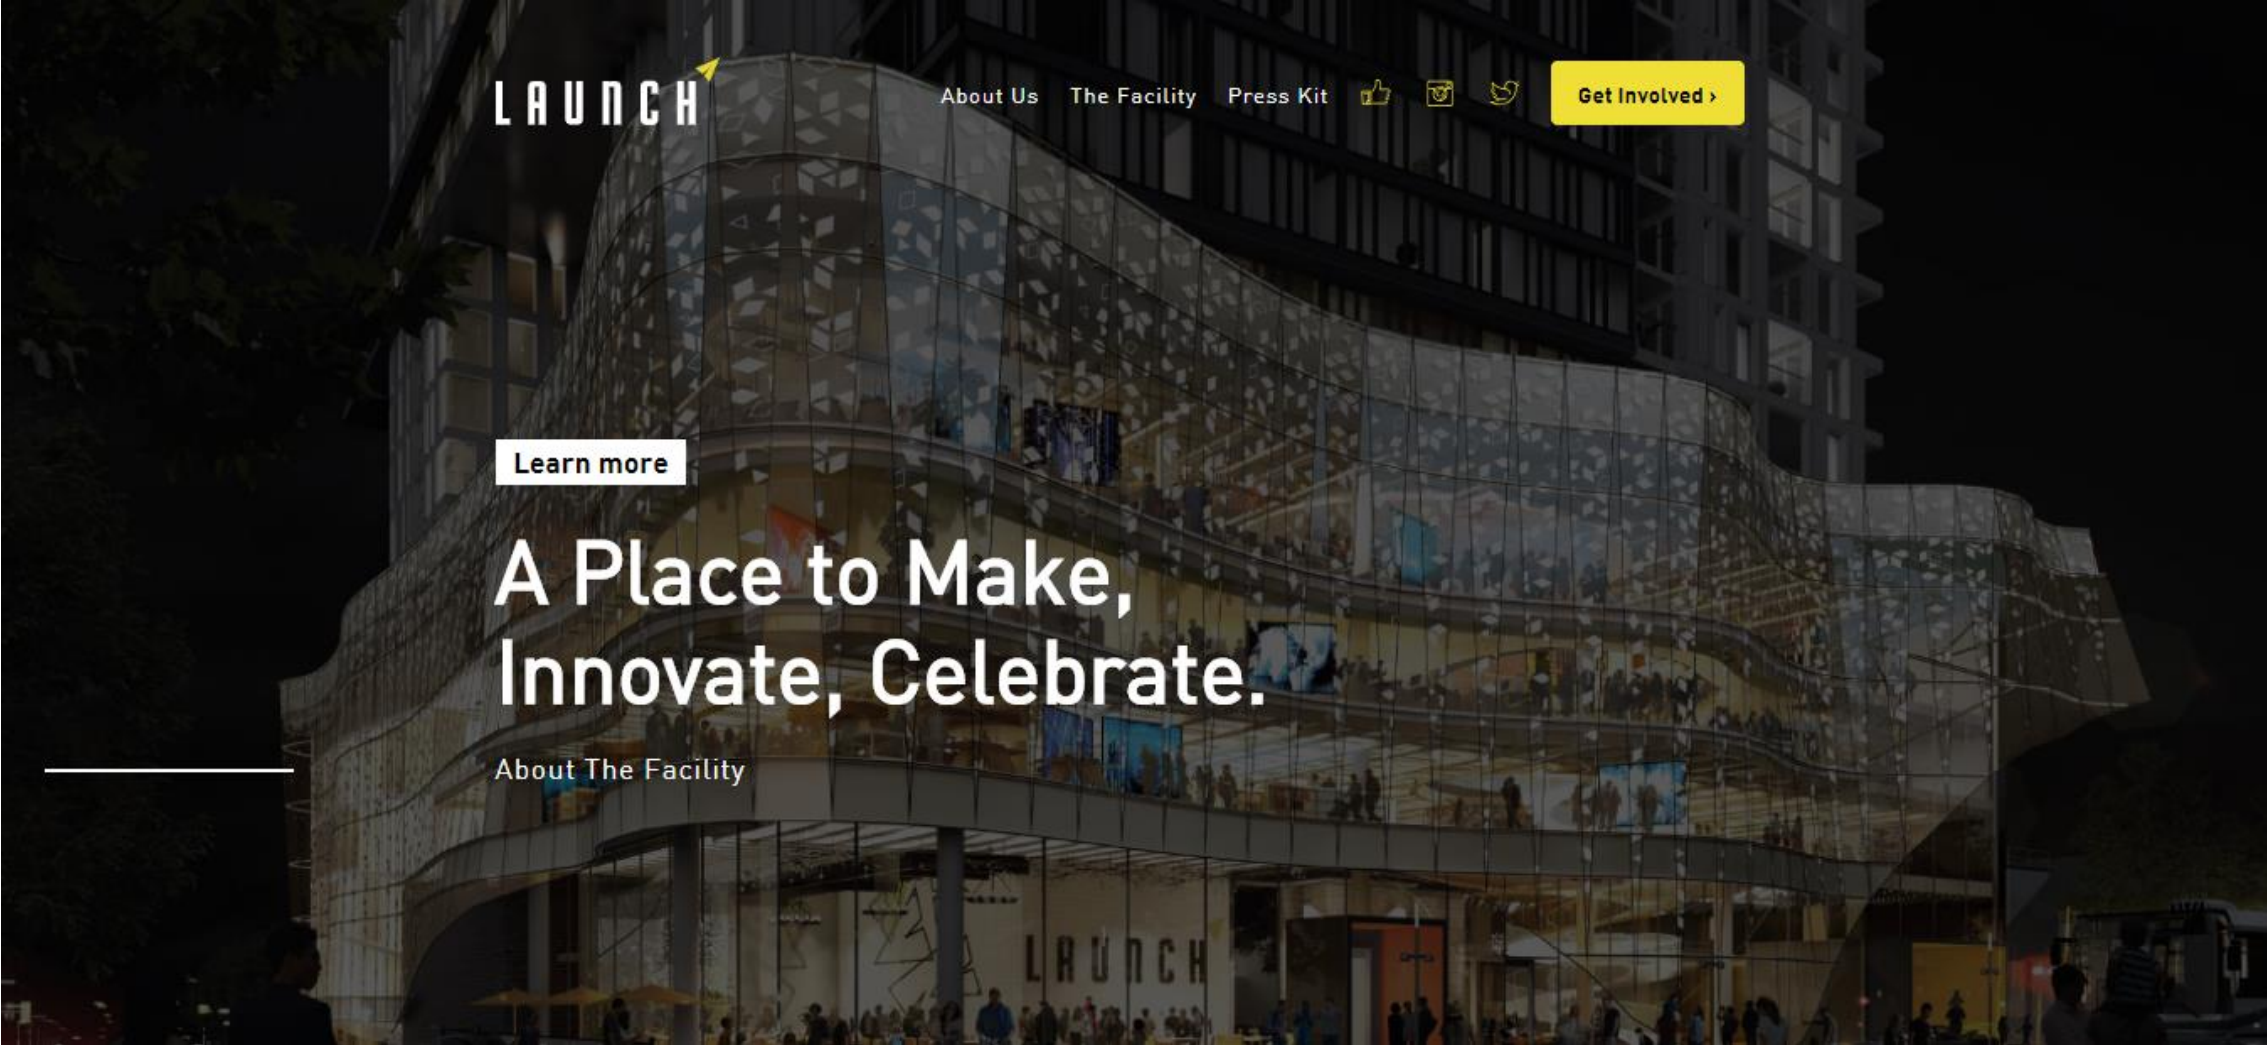 LAUNCH
About Us The Facility Press Kit Get Involved ›
Learn more
A Place to Make,
Innovate, Celebrate.
About The Facility
LAUNCH